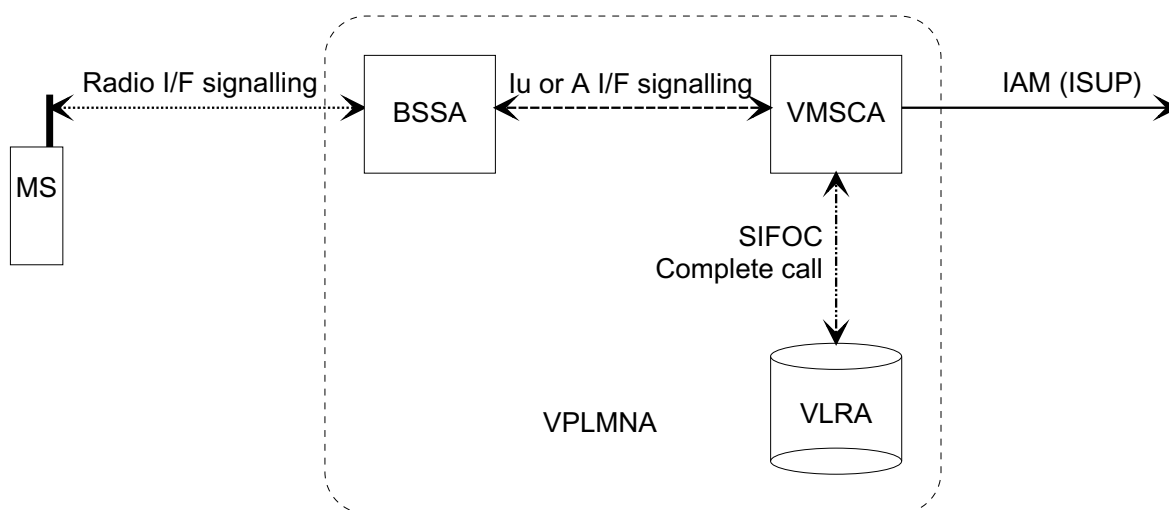 Radio I/F signalling
Iu or A I/F signalling
IAM (ISUP)
BSSA
VMSCA
MS
SIFOC
Complete call
VPLMNA
VLRA